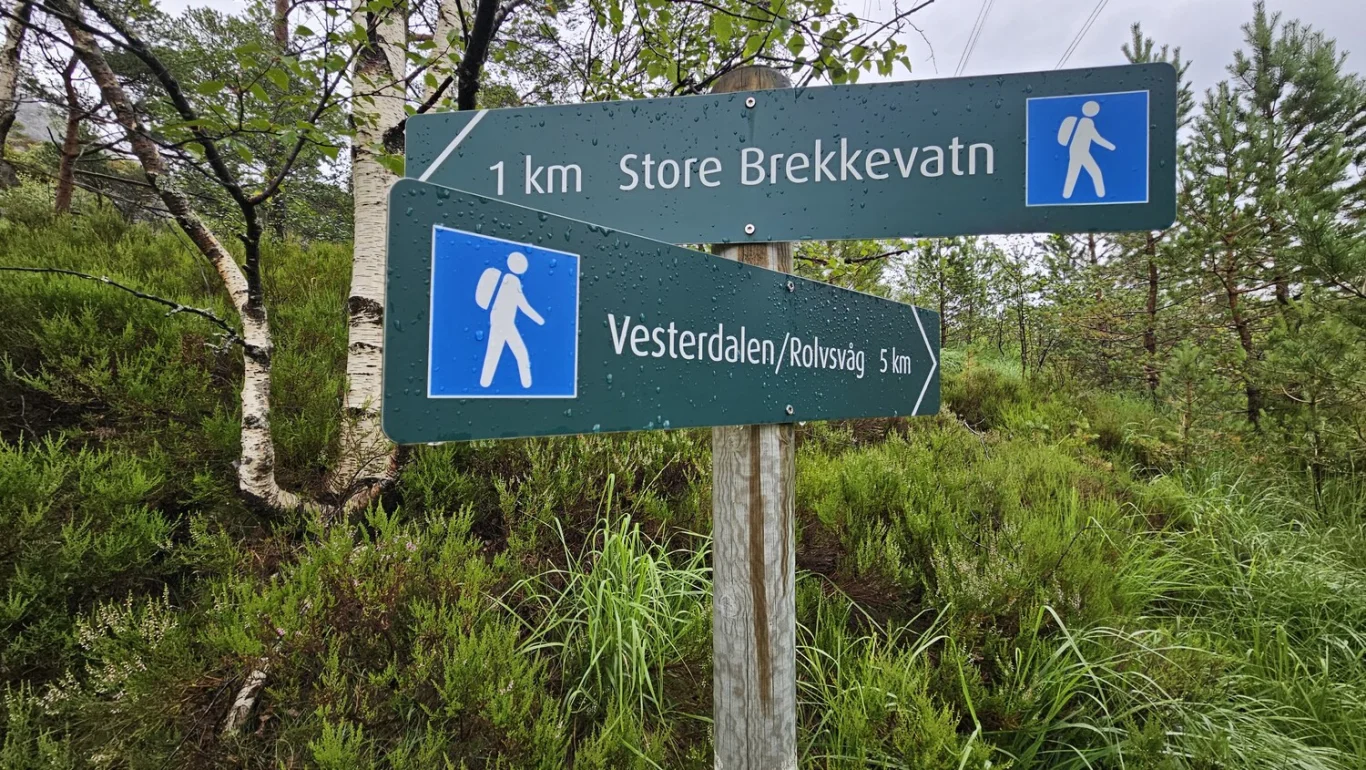 1 km Store Brekkevatn
Vesterdalen/Rolvsvåg 5 km